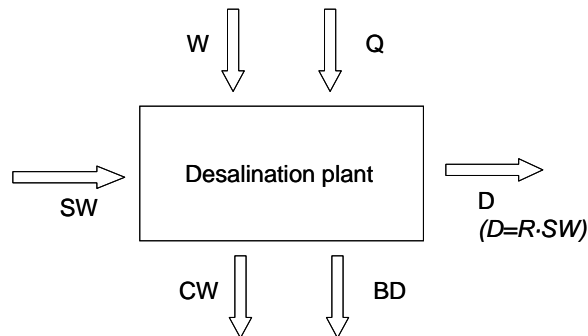 W
Q
Desalination plant
SW
D
(D=R·SW)
CW
BD